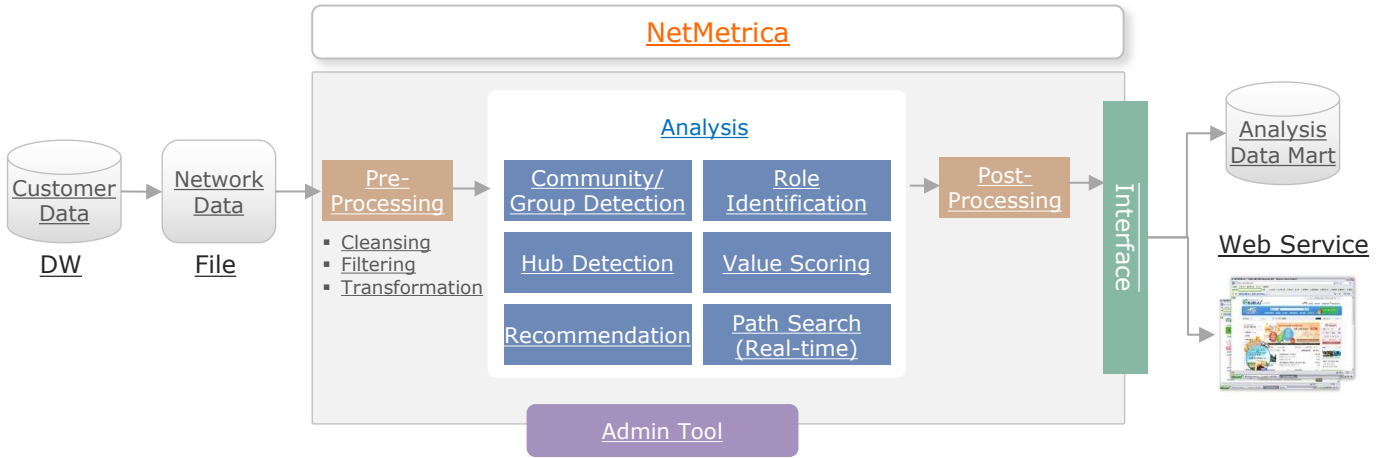 NetMetrica
Customer
Data
DW
Network
Data
File
Pre-
Processing
▪ Cleansing
▪ Filtering
▪ Transformation
Analysis
Community/
Group Detection
Role
Identification
Hub Detection
Value Scoring
Recommendation
Path Search
(Real-time)
Post-
Processing
Interface
Analysis
Data Mart
Web Service
Admin Tool